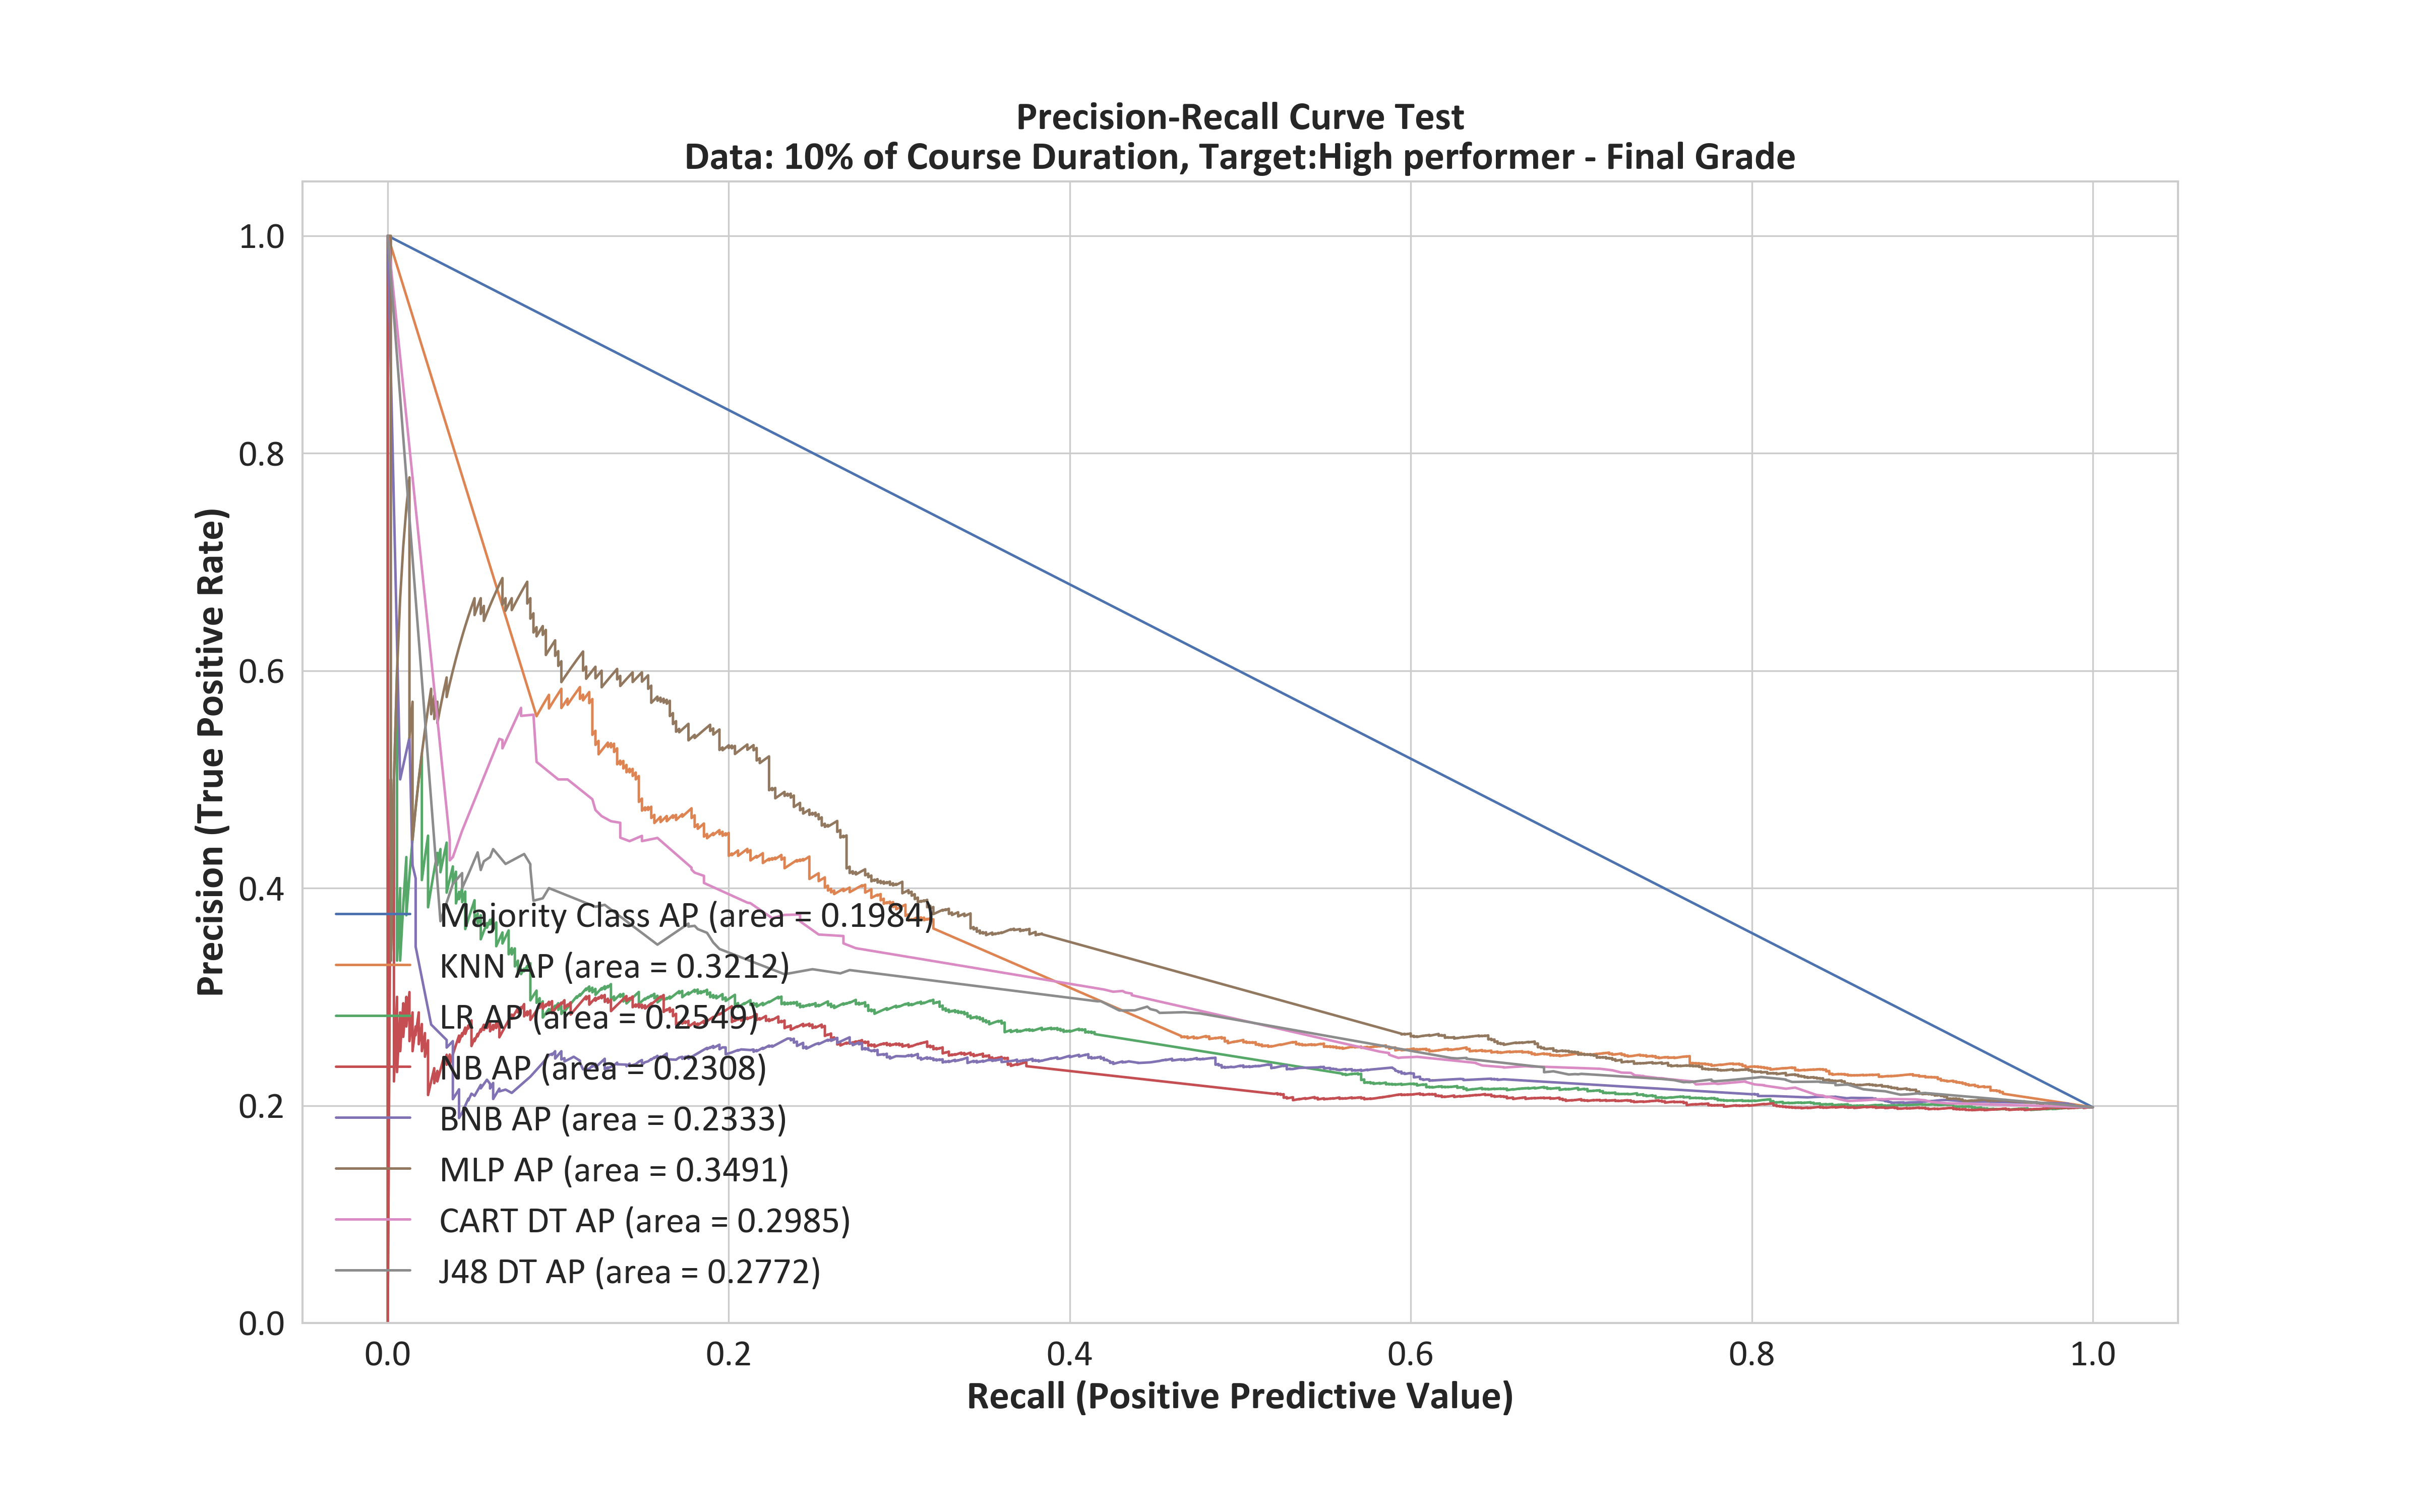 Precision-Recall Curve Test
Data: 10% of Course Duration, Target:High performer - Final Grade
Precision (True Positive Rate)
1.0
0.8
0.6
0.4
0.2
0.0
Majority Class AP (area = 0.1984)
KNN AP (area = 0.3212)
LR AP (area = 0.2549)
NB AP (area = 0.2308)
BNB AP (area = 0.2333)
MLP AP (area = 0.3491)
CART DT AP (area = 0.2985)
J48 DT AP (area = 0.2772)
0.0 0.2 0.4 0.6 0.8 1.0
Recall (Positive Predictive Value)